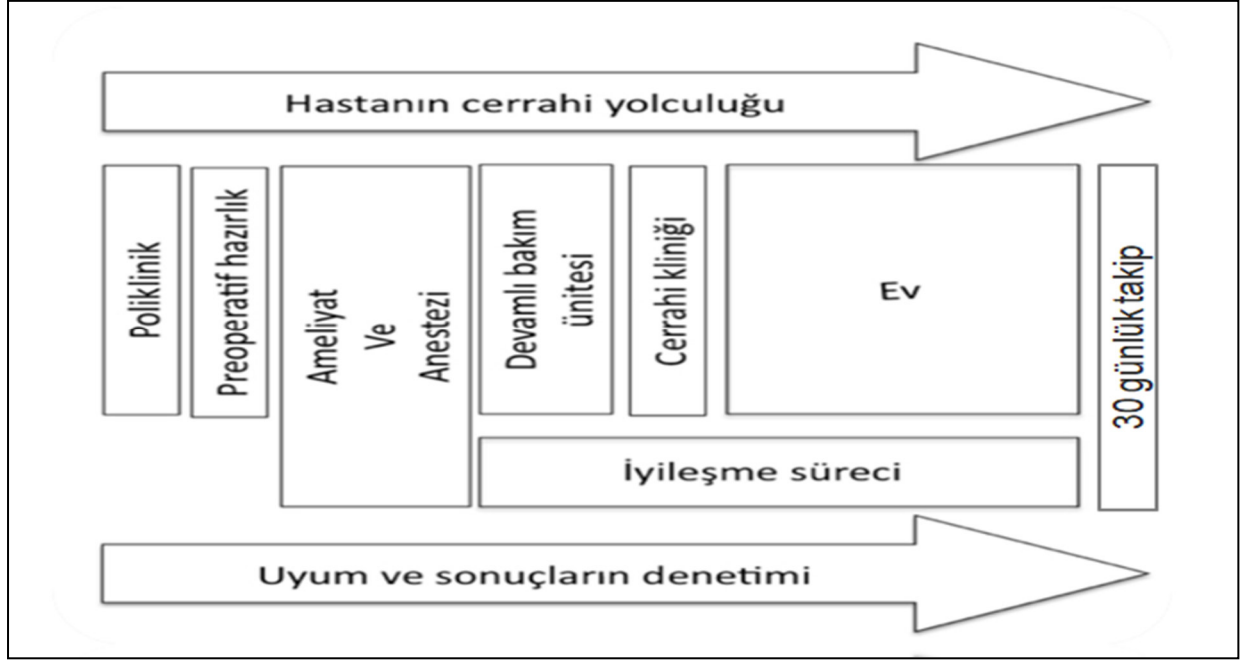 Hastanın cerrahi yolculuğu
Poliklinik
Preoperatif hazırlık
Ameliyat
Ve
Anestezi
Devamlı bakım
ünitesi
Cerrahi kliniği
Ev
30 günlük takip
İyileşme süreci
Uyum ve sonuçların denetimi